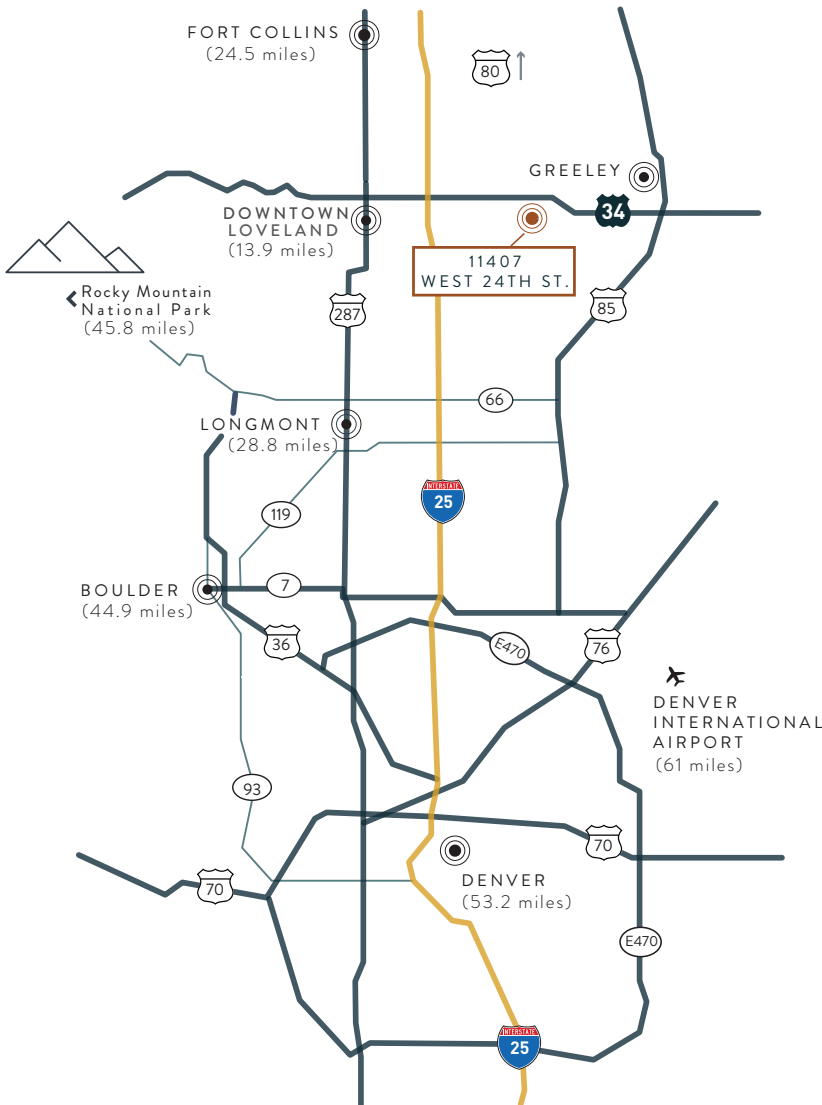 FORT COLLINS
(24.5 miles)
80
GREELEY
34
DOWNTOWN
LOVELAND
(13.9 miles)
11407
WEST 24TH ST.
Rocky Mountain
National Park
(45.8 miles)
287
85
66
LONGMONT
(28.8 miles)
INTERSTATE
25
119
7
BOULDER
(44.9 miles)
36
E470
76
DENVER
INTERNATIONAL
AIRPORT
(61 miles)
93
70
70
DENVER
(53.2 miles)
E470
INTERSTATE
25